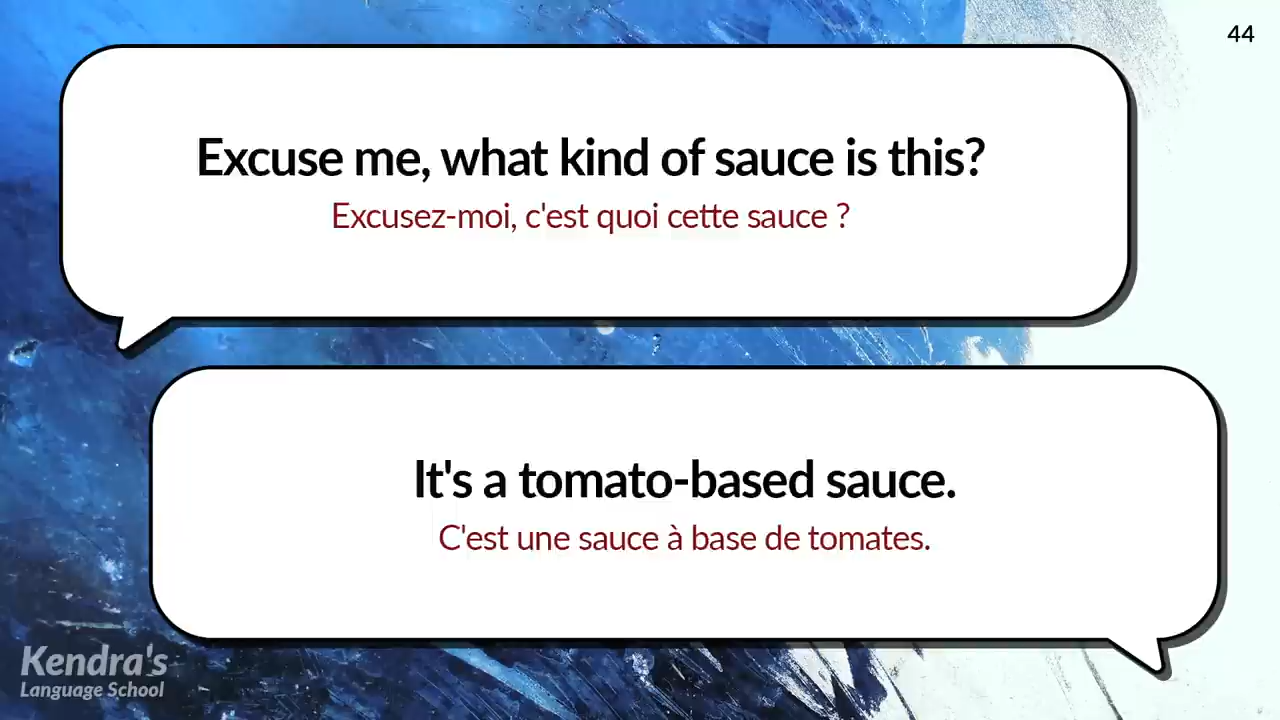 44
Excuse me, what kind of sauce is this?
Excusez-moi, c'est quoi cette sauce ?
It's a tomato-based sauce.
C'est une sauce à base de tomates.
Kendra's
Language School